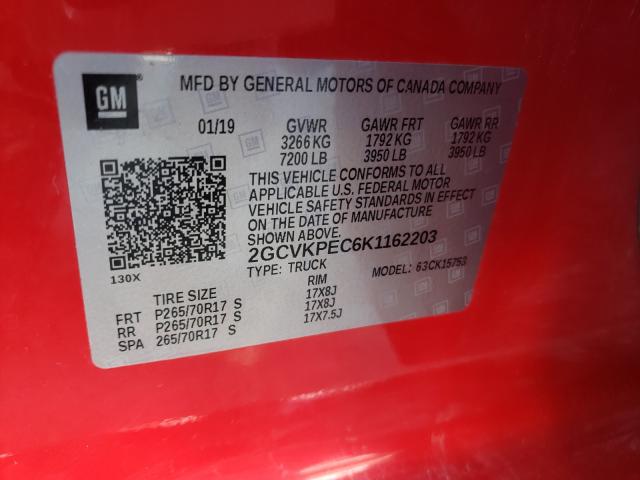 GM
MFD BY GENERAL MOTORS OF CANADA COMPANY
01/19 GVWR GAWR FRT GAWR RR
3266 KG 1792 KG 1792 KG
7200 LB 3950 LB 3950 LB
THIS VEHICLE CONFORMS TO ALL
APPLICABLE U.S. FEDERAL MOTOR
VEHICLE SAFETY STANDARDS IN EFFECT
ON THE DATE OF MANUFACTURE
SHOWN ABOVE.
2GCVKPEC6K1162203
TYPE: TRUCK MODEL: 63CK15753
130X
TIRE SIZE RIM
FRT P265/70R17 S 17X8J
RR P265/70R17 S 17X8J
SPA 265/70R17 S 17X7.5J